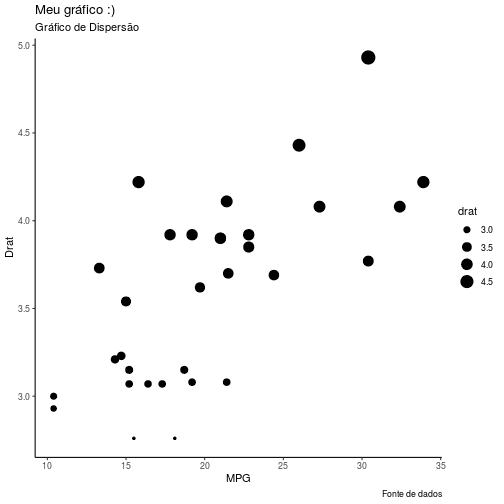 Meu gráfico :)
Gráfico de Dispersão
5.0
4.5
4.0
3.5
3.0
Drat
10 15 20 25 30 35
MPG
drat
3.0
3.5
4.0
4.5
Fonte de dados